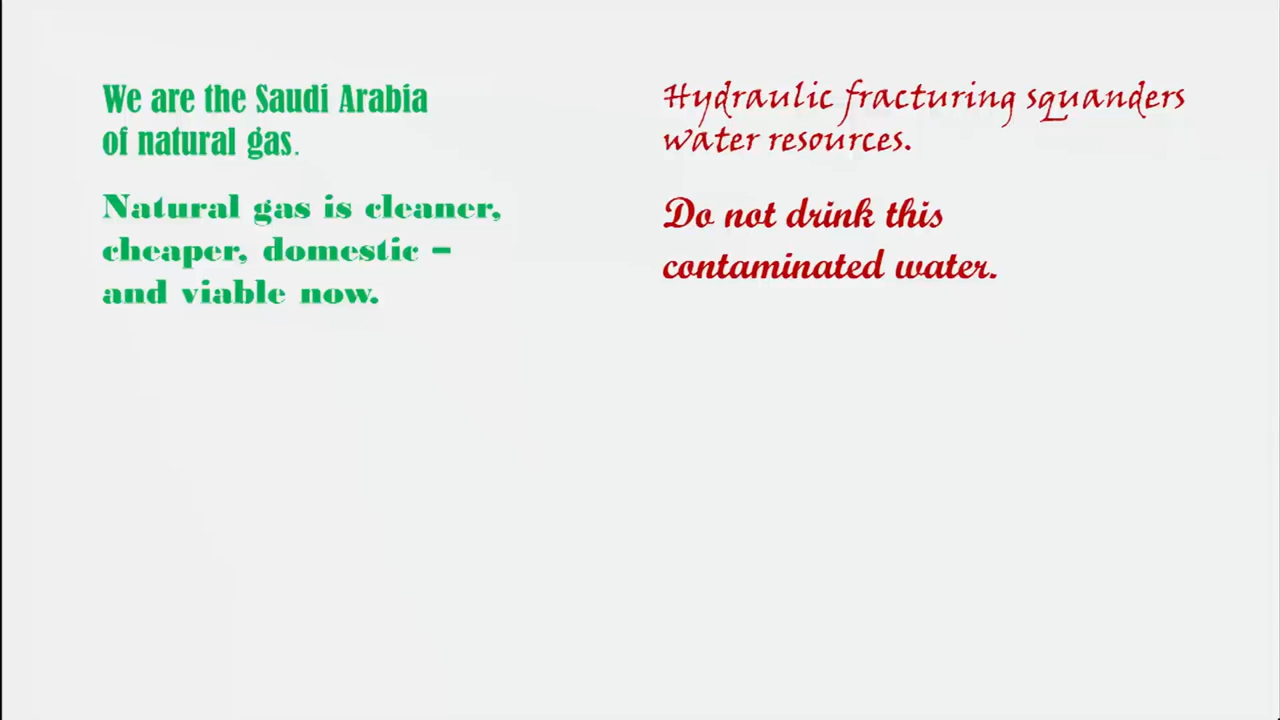 We are the Saudi Arabia
of natural gas.
Natural gas is cleaner,
cheaper, domestic –
and viable now.
Hydraulic fracturing squanders
water resources.
Do not drink this
contaminated water.